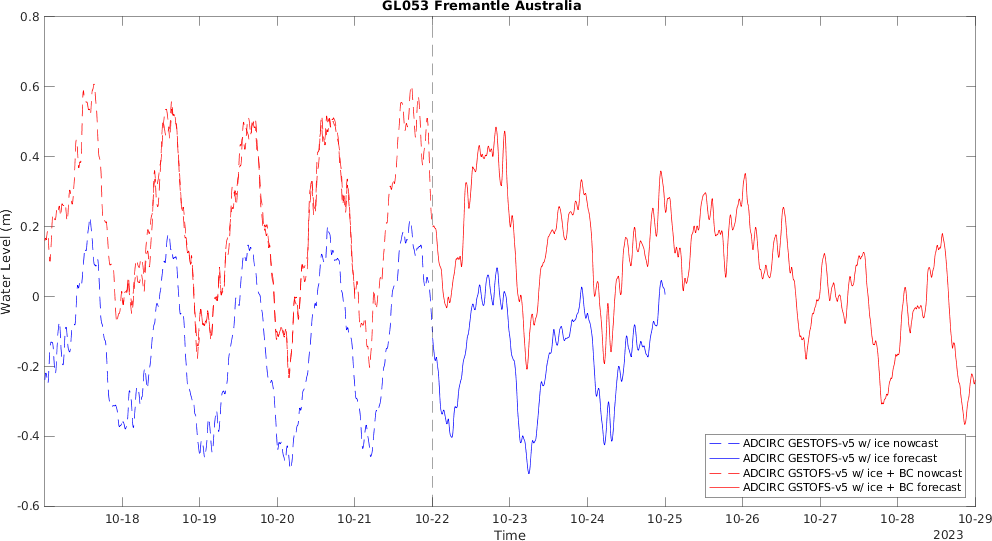 GL053 Fremantle Australia
0.8
0.6
0.4
0.2
0
-0.2
-0.4
-0.6
Water Level (m)
ADCIRC GESTOFS-v5 w/ ice nowcast
ADCIRC GESTOFS-v5 w/ ice forecast
ADCIRC GSTOFS-v5 w/ ice + BC nowcast
ADCIRC GSTOFS-v5 w/ ice + BC forecast
10-18 10-19 10-20 10-21 10-22 10-23 10-24 10-25 10-26 10-27 10-28 10-29
Time
2023